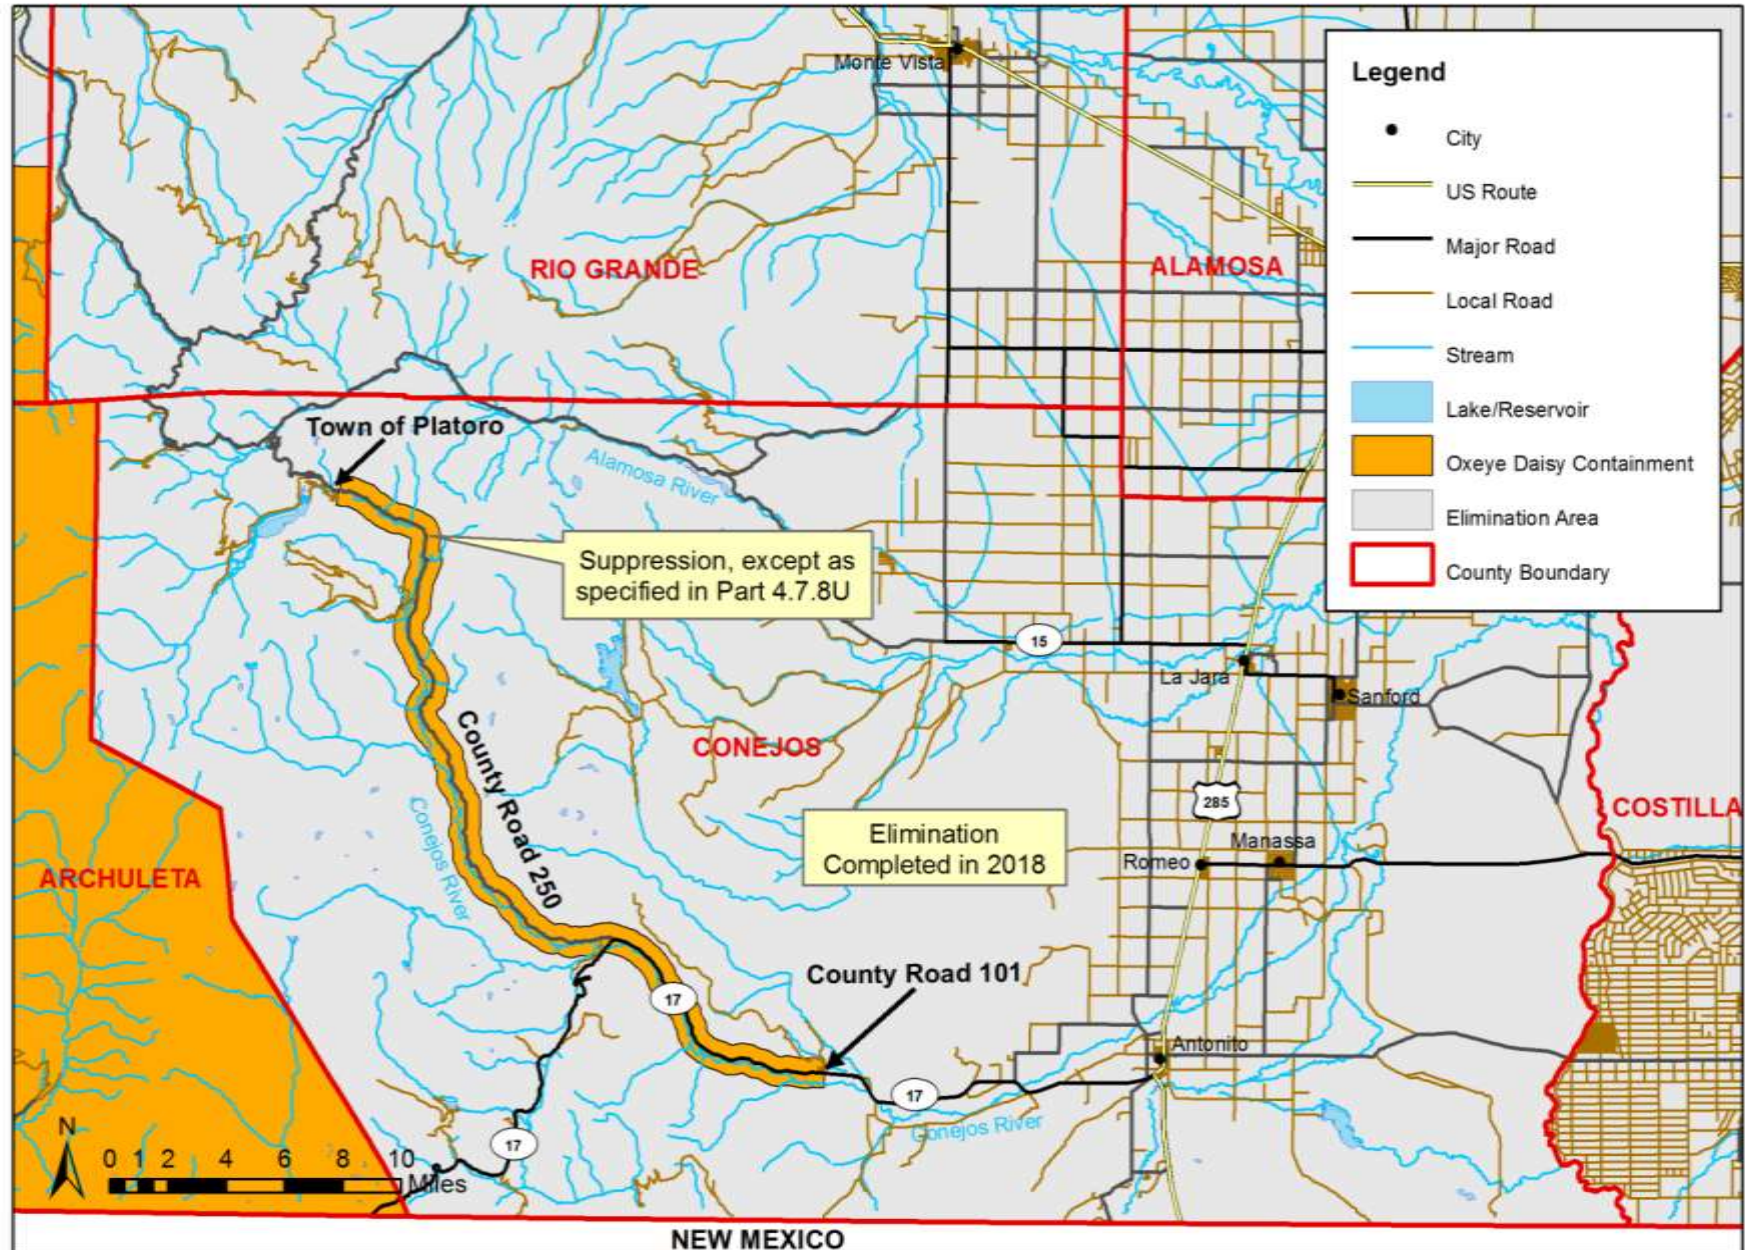 Monte Vista
Legend
City
US Route
Major Road
Local Road
Stream
Lake/Reservoir
Oxeye Daisy Containment
Elimination Area
County Boundary
RIO GRANDE
ALAMOSA
Town of Platoro
Alamosa River
Suppression, except as
specified in Part 4.7.8U
15
La Jara
Sanford
County Road 250
CONEJOS
285
COSTILLA
Conejos River
Elimination
Completed in 2018
Manassa
Romeo
ARCHULETA
County Road 101
17
Antonito
17
Conejos River
17
N
0 1 2 4 6 8 10
Miles
NEW MEXICO